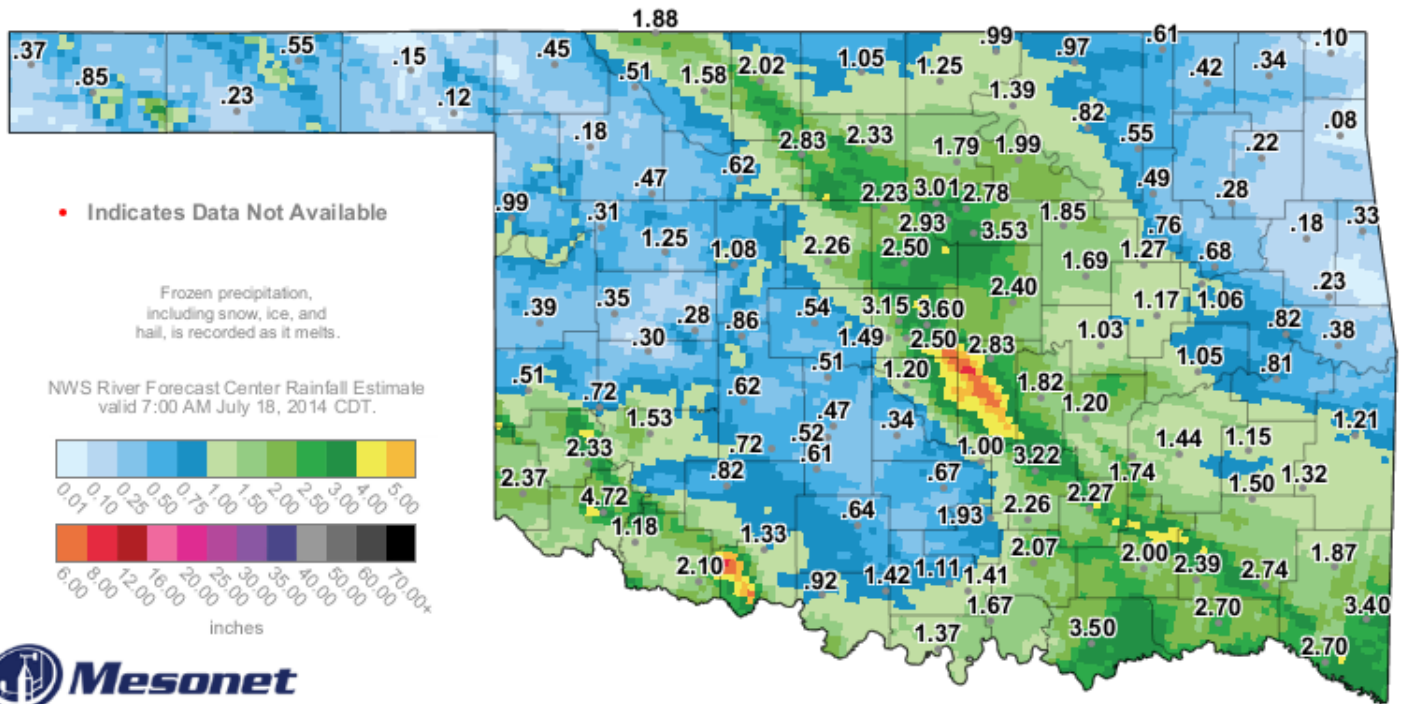 1.88
.37 .55 .15 .45 2.02 1.05 .99 .97 .61 .10
.85 .23 .12 .51 1.58 1.25 1.39 .42 .34
.18 2.83 2.33 .82 .55 .22 .08
.47 .62 1.79 1.99 .49 .28
.99 .31 2.23 3.01 2.78 1.85 .76 .18 .33
• Indicates Data Not Available
1.25 1.08 2.26 2.93 2.50 3.53 1.69 1.27 .68
Frozen precipitation,
including snow, ice, and
hail, is recorded as it melts.
.39 .35 .28 .86 .54 3.15 3.60 2.40 1.17 1.06 .23
.30 1.49 2.50 2.83 1.03 .82 .38
NWS River Forecast Center Rainfall Estimate
valid 7:00 AM July 18, 2014 CDT.
.51 .72 .62 .51 1.20 1.82 1.20 1.05 .81
1.53 .47 .34 1.21
2.33 .72 .52 .61 1.00 3.22 1.44 1.15
2.37 .82 .67 1.74 1.50 1.32
4.72 .64 1.93 2.26 2.27
1.18 1.33 2.07 2.00 1.87
2.10 .92 1.42 1.11 1.41 2.39 2.74
1.67 2.70 3.40
1.37 3.50 2.70
0.01 0.10 0.25 0.50 0.75 1.00 1.50 2.00 2.50 3.00 4.00 5.00
6.00 8.00 12.00 16.00 20.00 25.00 30.00 35.00 40.00 50.00 60.00 70.00+
inches
Mesonet